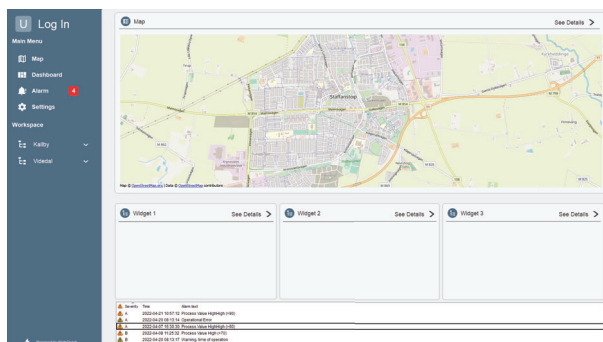 U Log In
Main Menu
Map
Dashboard
Alarm 4
Settings
Workspace
Kallby
Videdal
Map See Details
Staffanstorp
Map © OpenStreetMap.org | Data © OpenStreetMap contributors
Widget 1 See Details
Widget 2 See Details
Widget 3 See Details
Severity Time Alarm text
A 2022-04-21 10:57:12 Process Value HighHigh (>90)
A 2022-04-20 08:13:14 Operational Error
A 2022-04-07 15:30:33 Process Value HighHigh (>90)
B 2022-04-08 11:25:32 Process Value High (>70)
B 2022-04-20 08:13:17 Warning, time of operation